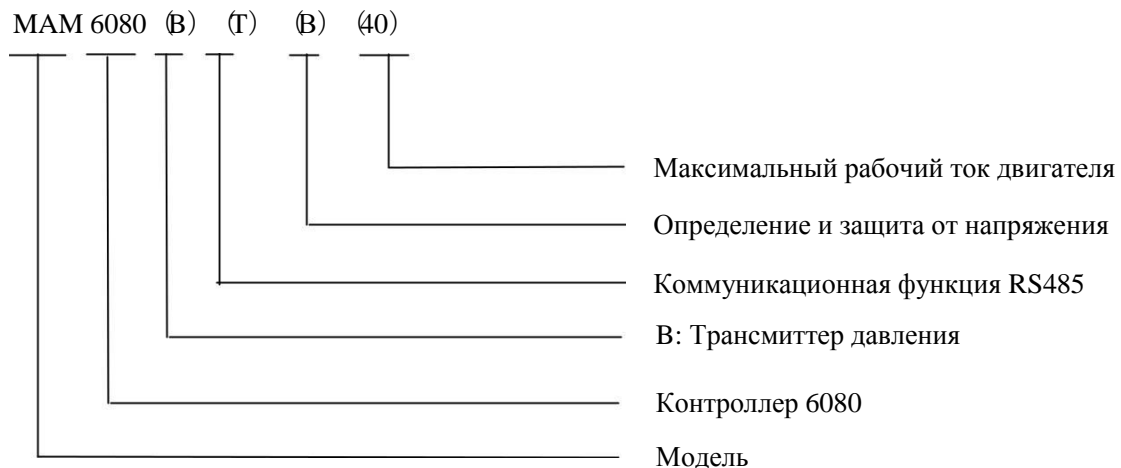 MAM 6080 (B) (T) (B) (40)
Максимальный рабочий ток двигателя
Определение и защита от напряжения
Коммуникационная функция RS485
B: Трансмиттер давления
Контроллер 6080
Модель